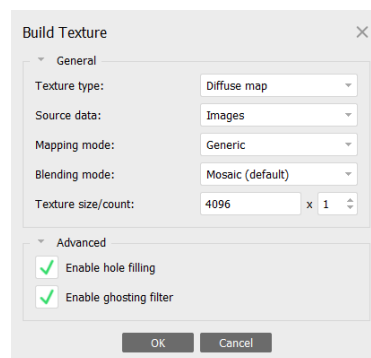 Build Texture
General
Texture type: Diffuse map
Source data: Images
Mapping mode: Generic
Blending mode: Mosaic (default)
Texture size/count: 4096 x 1
Advanced
Enable hole filling
Enable ghosting filter
OK Cancel